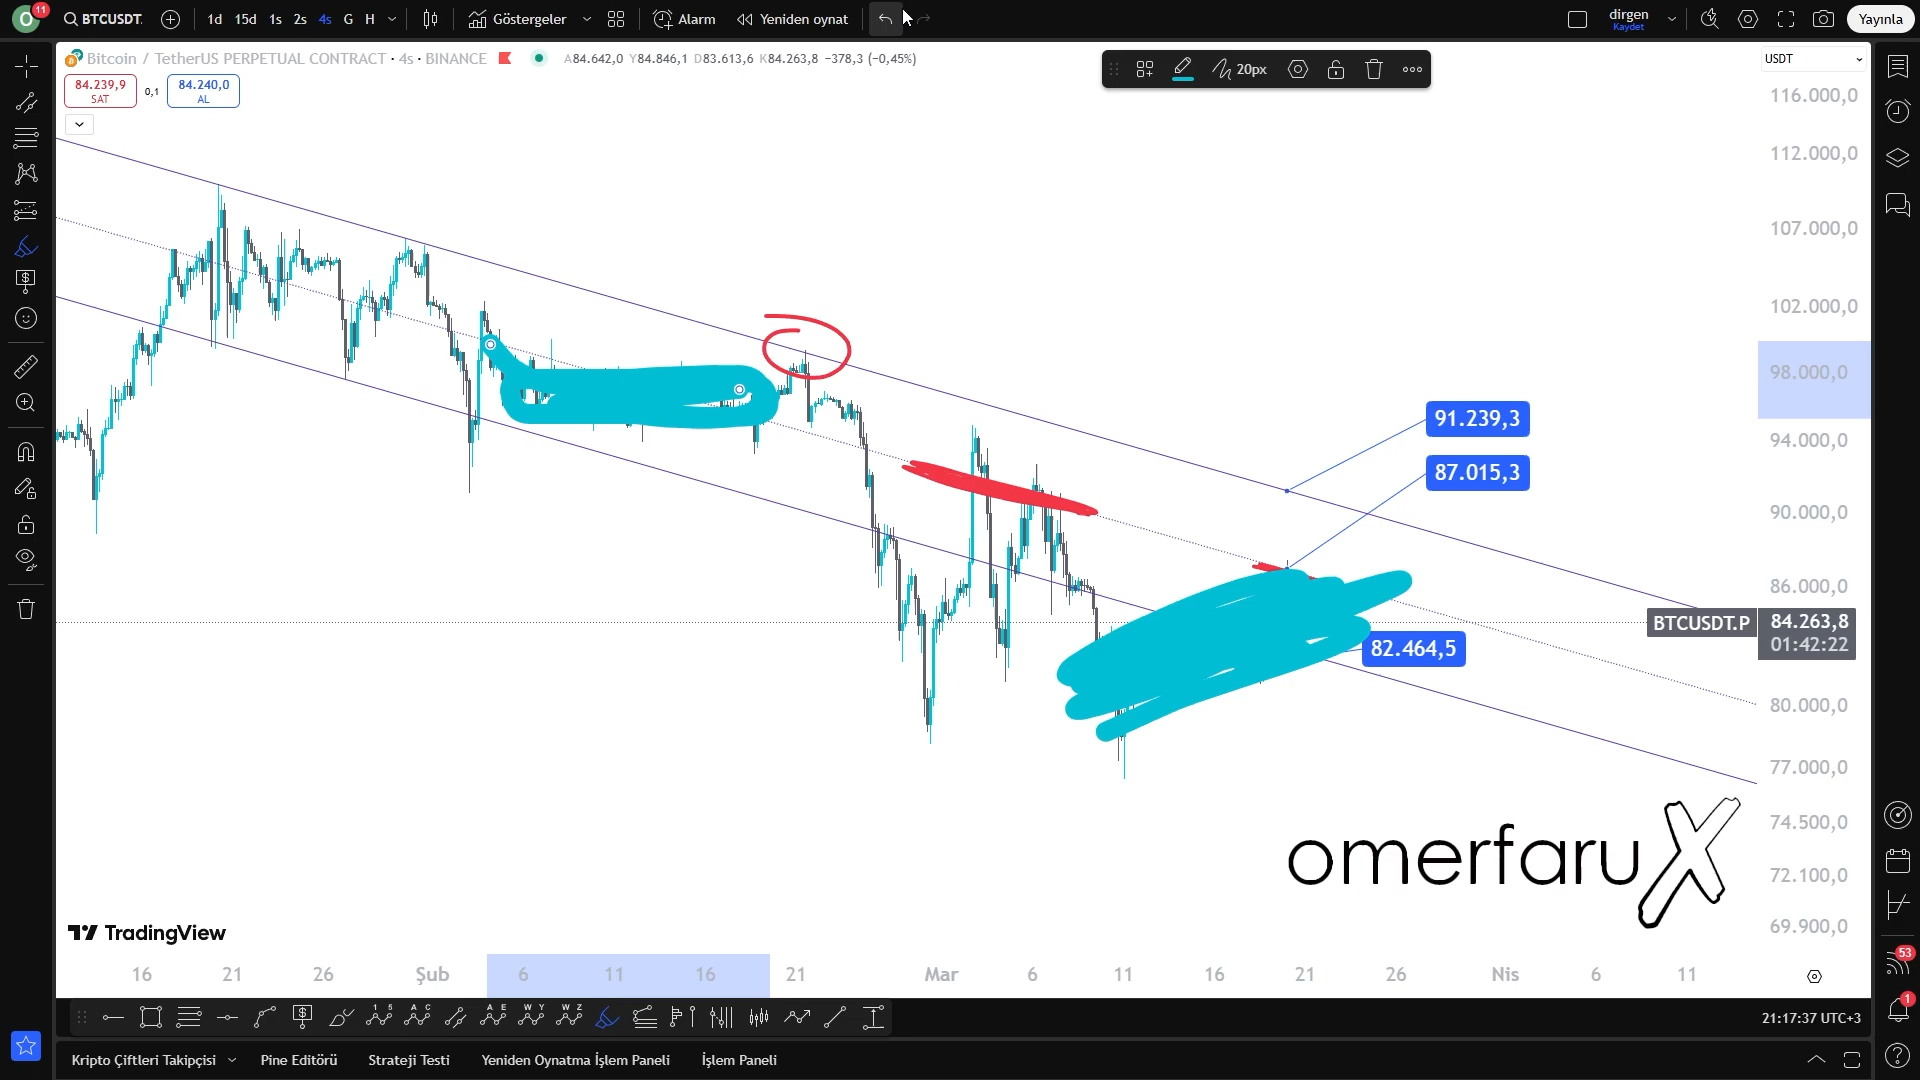 O 11 BTCUSDT. 1d 15d 1s 2s 4s G H Göstergeler Alarm Yeniden oynat dirgen Yayınla
Kaydet
Bitcoin / TetherUS PERPETUAL CONTRACT · 4s · BINANCE A84.642,0 Y84.846,1 D83.613,6 K84.263,8 −378,3 (−0,45%)
USDT
20px
84.239,9 0,1 84.240,0
SAT AL
116.000,0
112.000,0
107.000,0
102.000,0
98.000,0
94.000,0
90.000,0
86.000,0
80.000,0
77.000,0
74.500,0
72.100,0
69.900,0
91.239,3
87.015,3
82.464,5
BTCUSDT.P 84.263,8
01:42:22
omerfaruX
TradingView
16 21 26 Şub 6 11 16 21 Mar 6 11 16 21 26 Nis 6 11
53
1
1 5 A C A E W Y W Z
21:17:37 UTC+3
Kripto Çiftleri Takipçisi Pine Editörü Strateji Testi Yeniden Oynatma İşlem Paneli İşlem Paneli